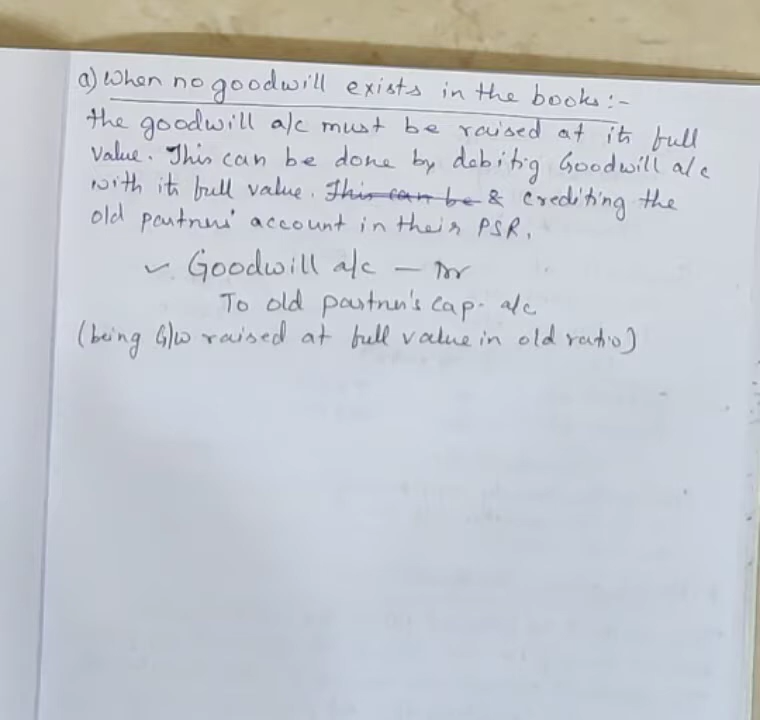 a) When no goodwill exists in the books :-
the goodwill a/c must be raised at its full
value. This can be done by debitig Goodwill a/c
with its full value. This can be & crediting the
old partners' account in their PSR.
✓ Goodwill a/c – Dr
To old partner's cap. a/c
(being G/w raised at full value in old ratio)